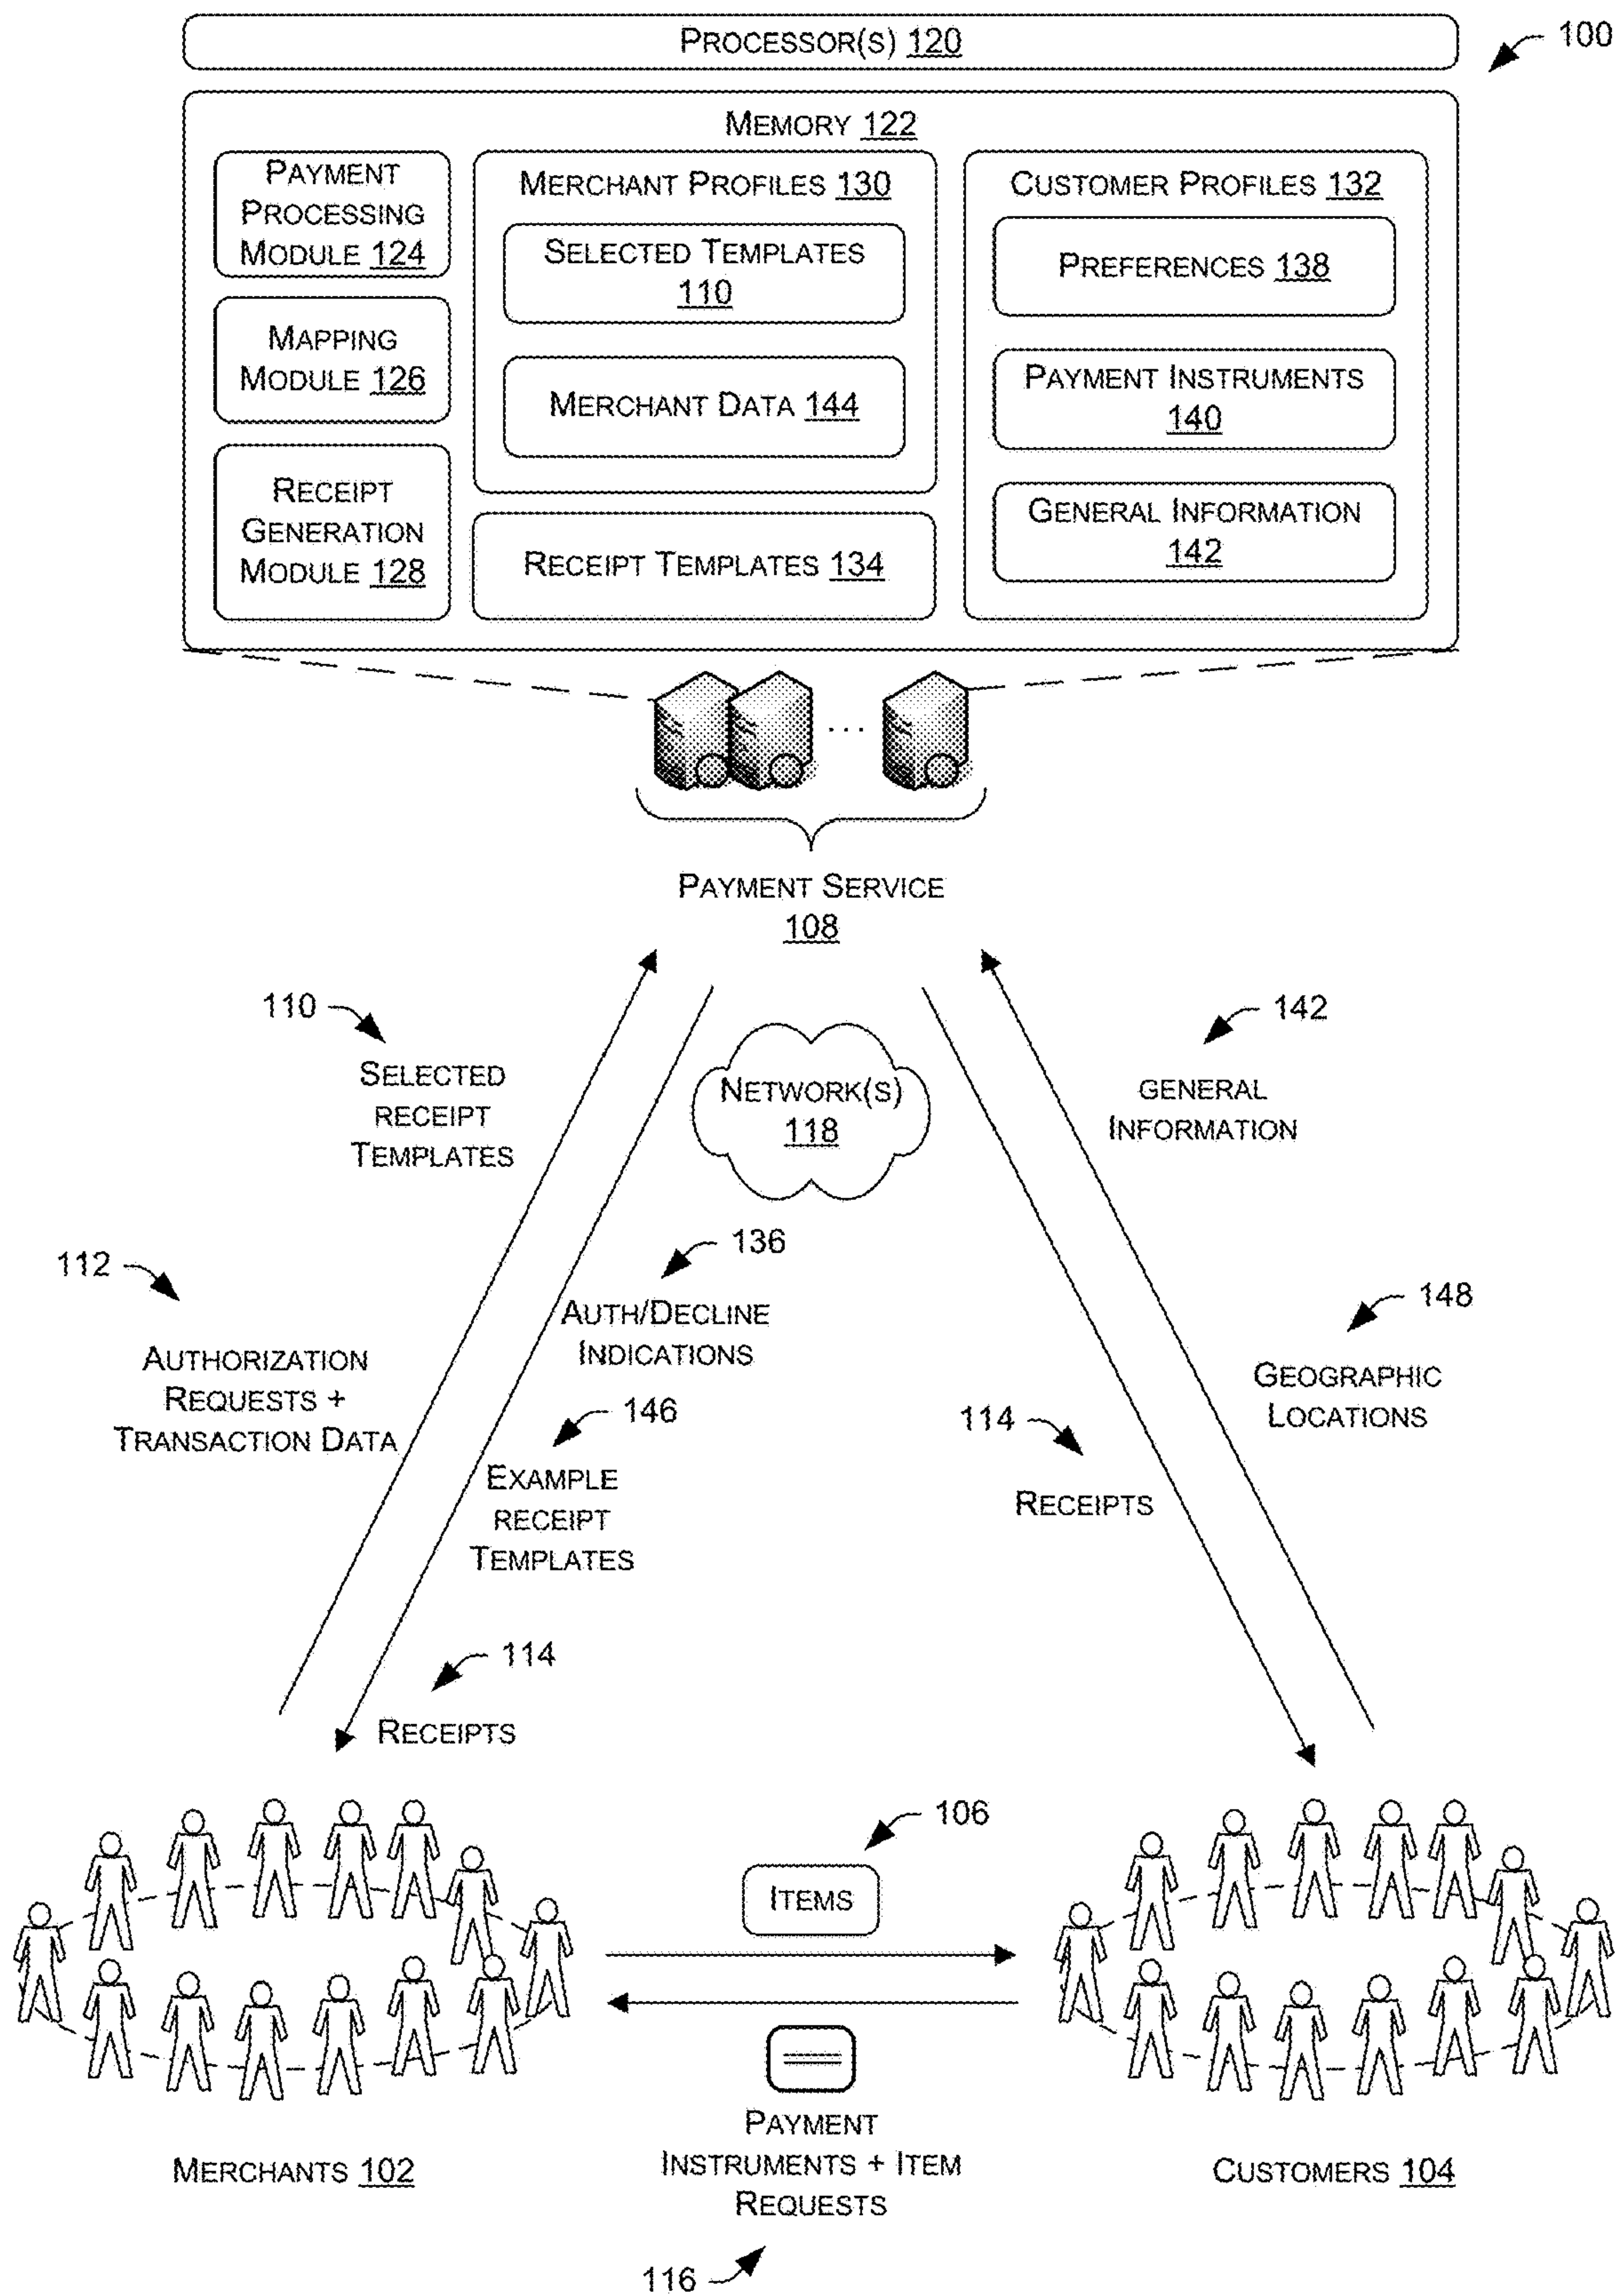 PROCESSOR(S) 120
100
MEMORY 122
PAYMENT
PROCESSING
MODULE 124
MAPPING
MODULE 126
RECEIPT
GENERATION
MODULE 128
MERCHANT PROFILES 130
SELECTED TEMPLATES
110
MERCHANT DATA 144
RECEIPT TEMPLATES 134
CUSTOMER PROFILES 132
PREFERENCES 138
PAYMENT INSTRUMENTS
140
GENERAL INFORMATION
142
...
PAYMENT SERVICE
108
110
SELECTED
RECEIPT
TEMPLATES
NETWORK(S)
118
142
GENERAL
INFORMATION
112
AUTHORIZATION
REQUESTS +
TRANSACTION DATA
136
AUTH/DECLINE
INDICATIONS
146
EXAMPLE
RECEIPT
TEMPLATES
148
GEOGRAPHIC
LOCATIONS
114
RECEIPTS
114
RECEIPTS
106
ITEMS
PAYMENT
INSTRUMENTS + ITEM
REQUESTS
116
MERCHANTS 102
CUSTOMERS 104